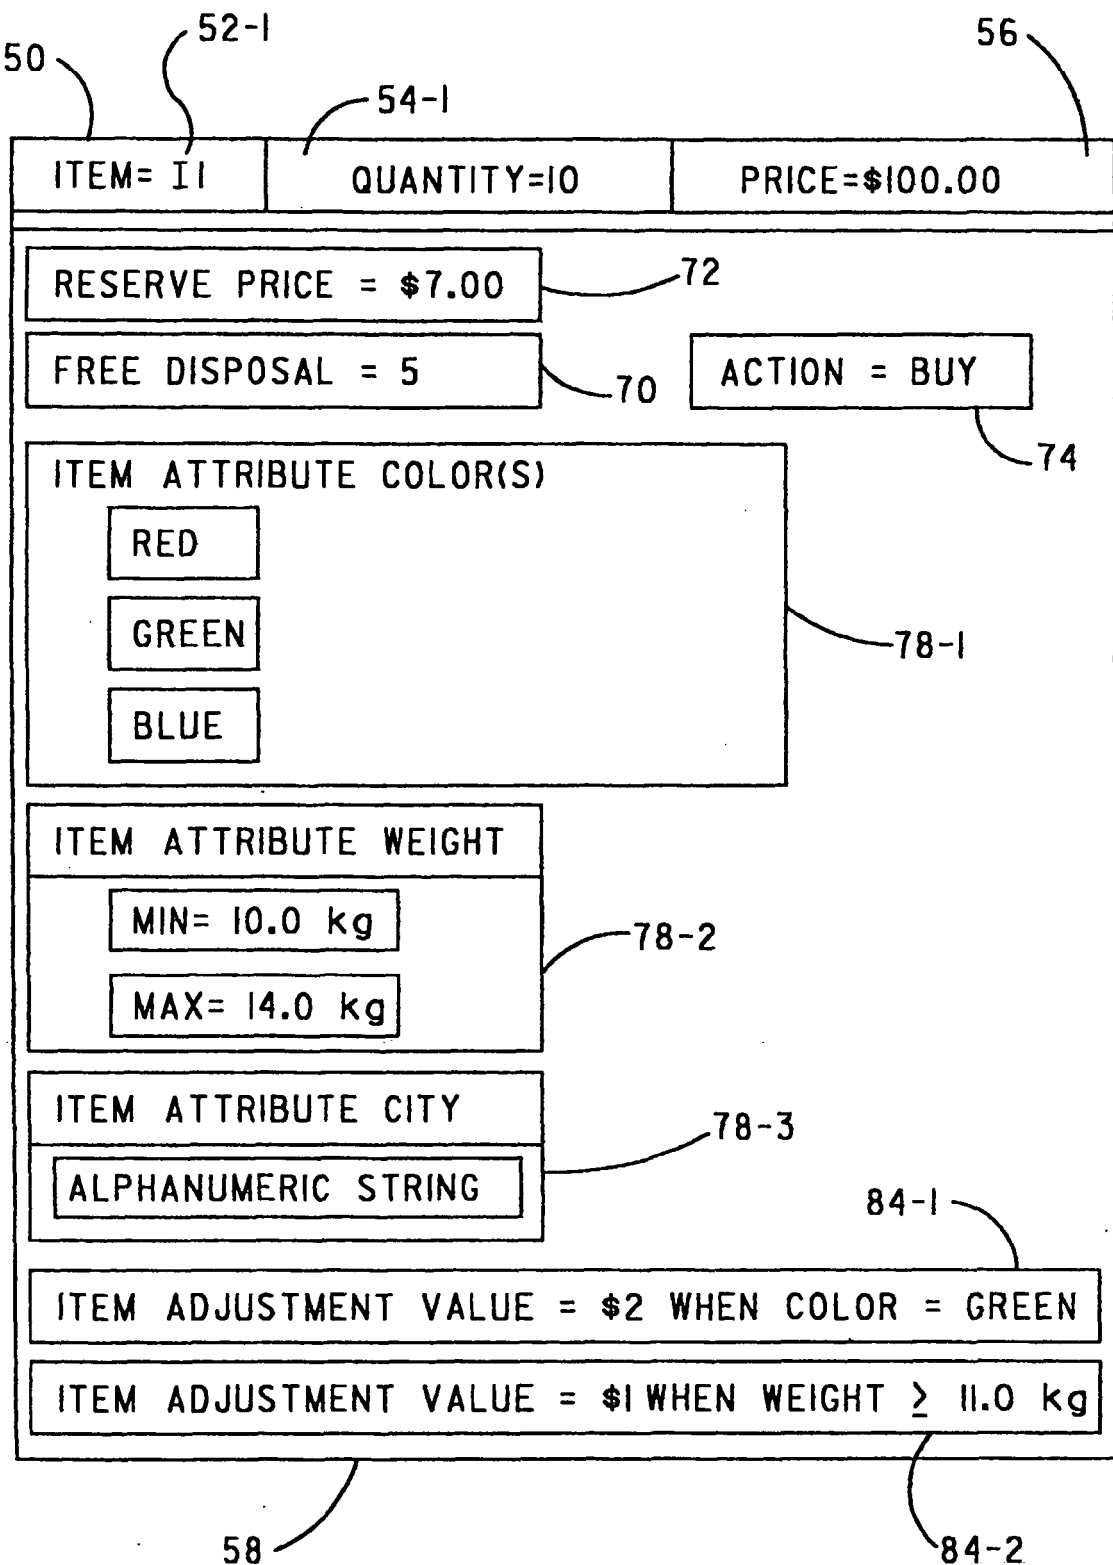 50
52-1
56
54-1
ITEM= I1
QUANTITY=10
PRICE=$100.00
RESERVE PRICE = $7.00
72
FREE DISPOSAL = 5
70
ACTION = BUY
74
ITEM ATTRIBUTE COLOR(S)
RED
GREEN
BLUE
78-1
ITEM ATTRIBUTE WEIGHT
MIN= 10.0 kg
78-2
MAX= 14.0 kg
ITEM ATTRIBUTE CITY
78-3
ALPHANUMERIC STRING
84-1
ITEM ADJUSTMENT VALUE = $2 WHEN COLOR = GREEN
ITEM ADJUSTMENT VALUE = $1 WHEN WEIGHT ≥ 11.0 kg
58
84-2